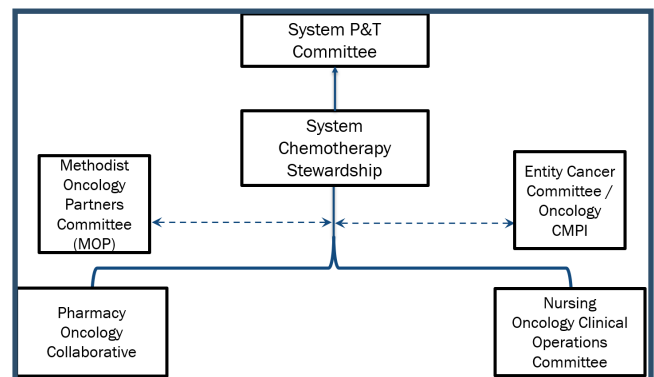 System P&T
Committee
System
Chemotherapy
Stewardship
Methodist
Oncology
Partners
Committee
(MOP)
Entity Cancer
Committee /
Oncology
CMPI
Pharmacy
Oncology
Collaborative
Nursing
Oncology Clinical
Operations
Committee